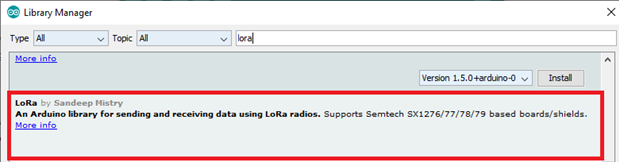 Library Manager
Type All Topic All lora
More info
Version 1.5.0+arduino-0 Install
LoRa by Sandeep Mistry
An Arduino library for sending and receiving data using LoRa radios. Supports Semtech SX1276/77/78/79 based boards/shields.
More info